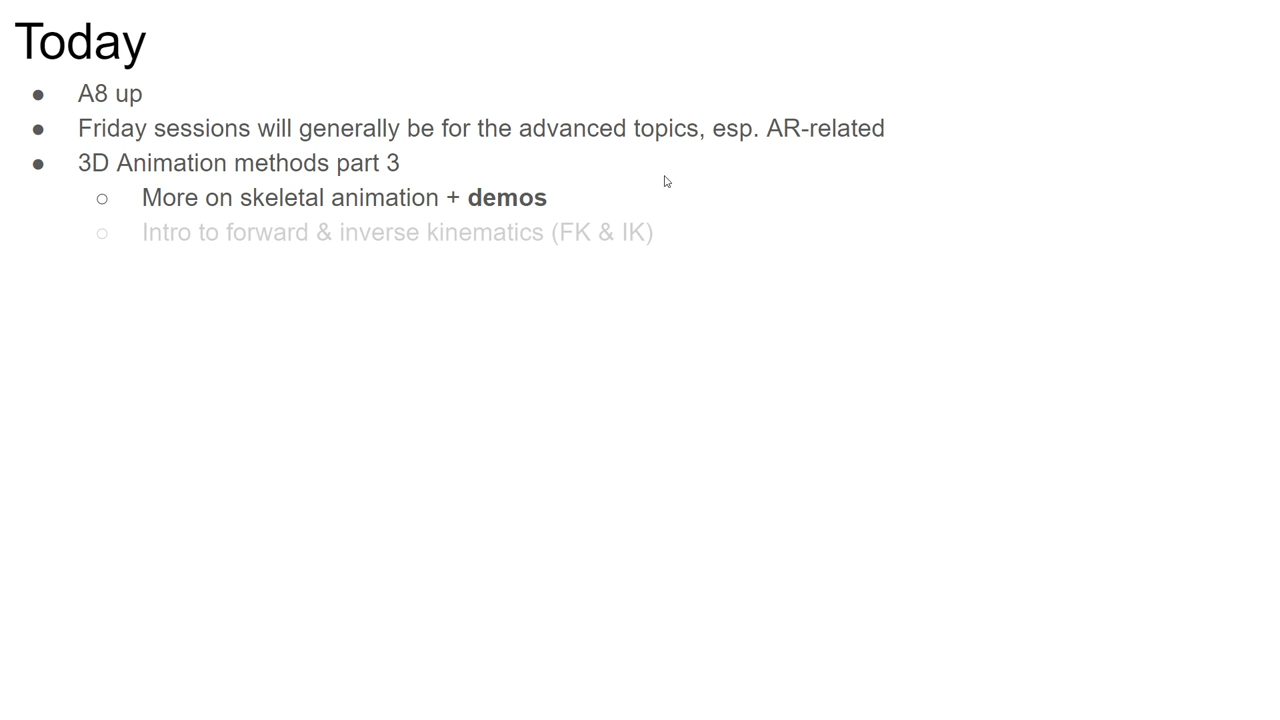 Today
● A8 up
● Friday sessions will generally be for the advanced topics, esp. AR-related
● 3D Animation methods part 3
○ More on skeletal animation + demos
○ Intro to forward & inverse kinematics (FK & IK)